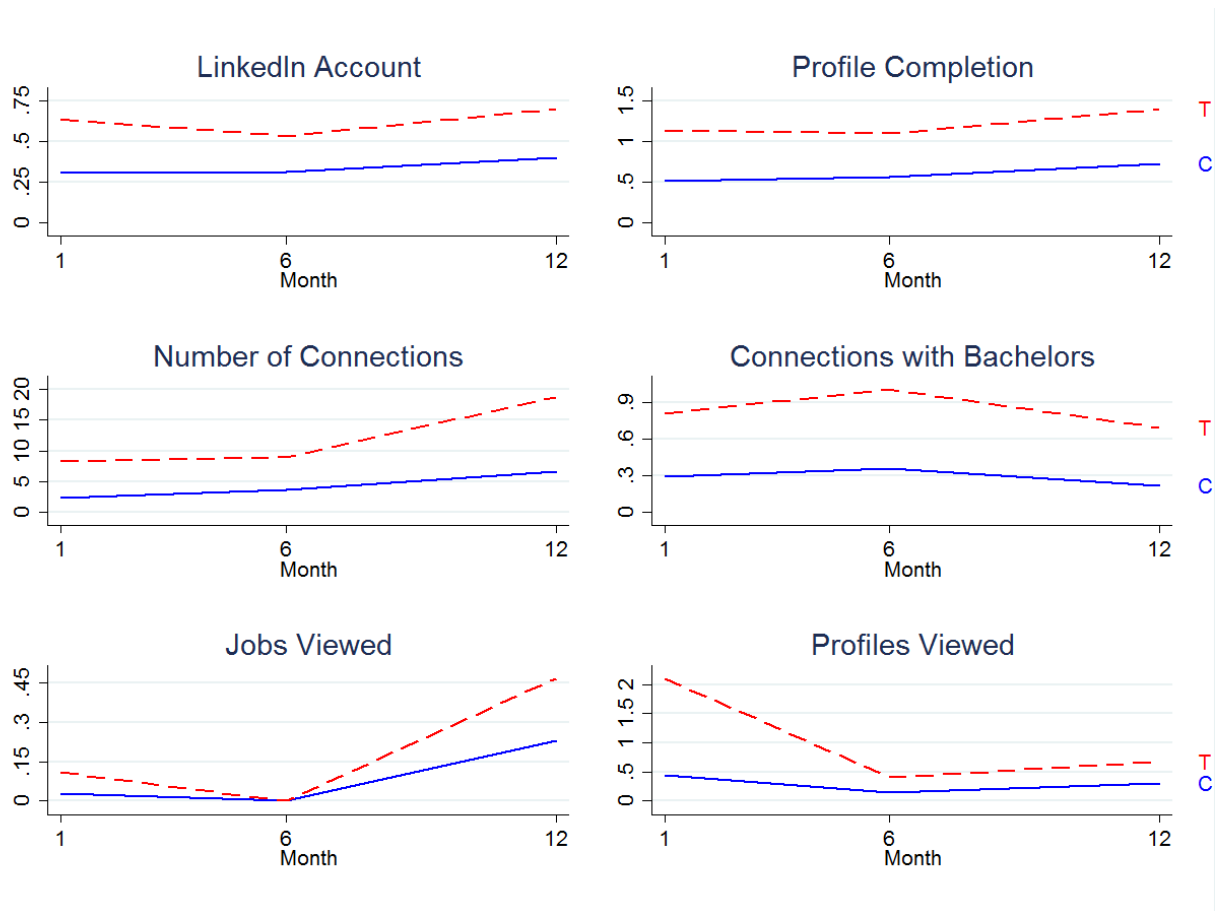 LinkedIn Account
.75
.5
.25
0
1 6 12
Month
Profile Completion
1.5
1
.5
0
1 6 12
Month
T
C
Number of Connections
20
15
10
5
0
1 6 12
Month
Connections with Bachelors
.9
.6
.3
0
1 6 12
Month
T
C
Jobs Viewed
.45
.3
.15
0
1 6 12
Month
Profiles Viewed
2
1.5
1
.5
0
1 6 12
Month
T
C